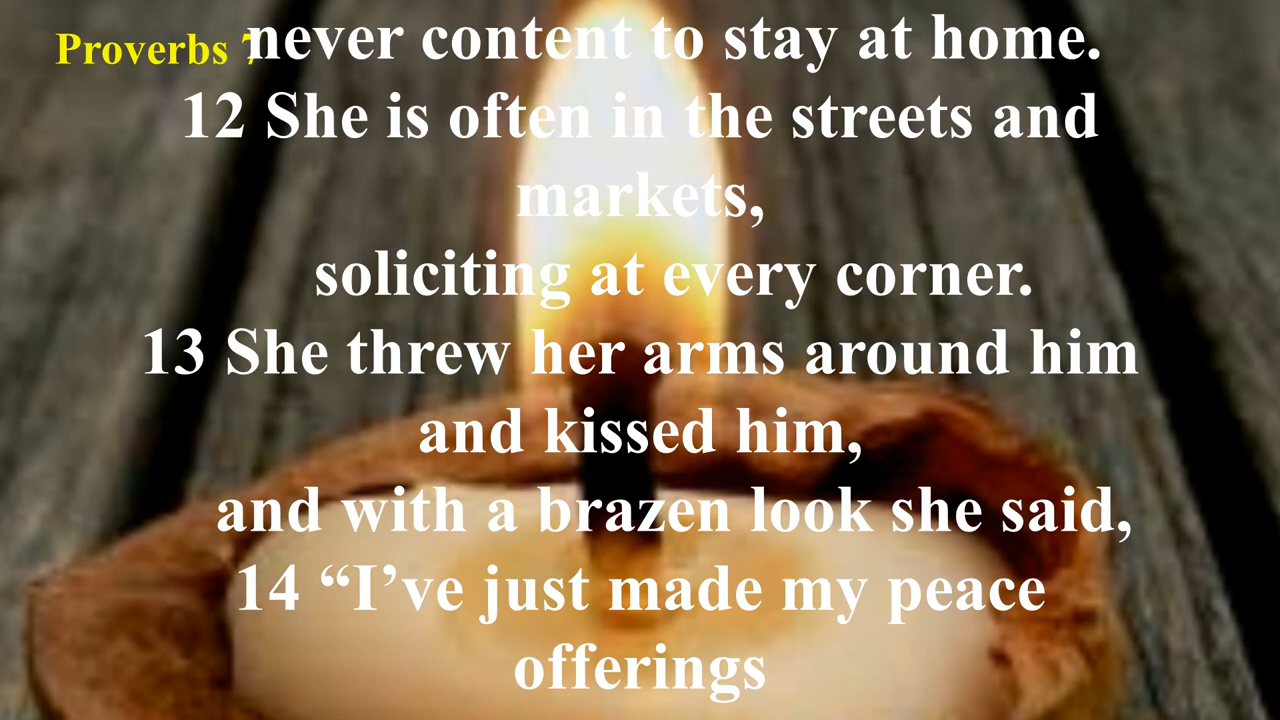 Proverbs 7
never content to stay at home.
12 She is often in the streets and
markets,
soliciting at every corner.
13 She threw her arms around him
and kissed him,
and with a brazen look she said,
14 “I’ve just made my peace
offerings